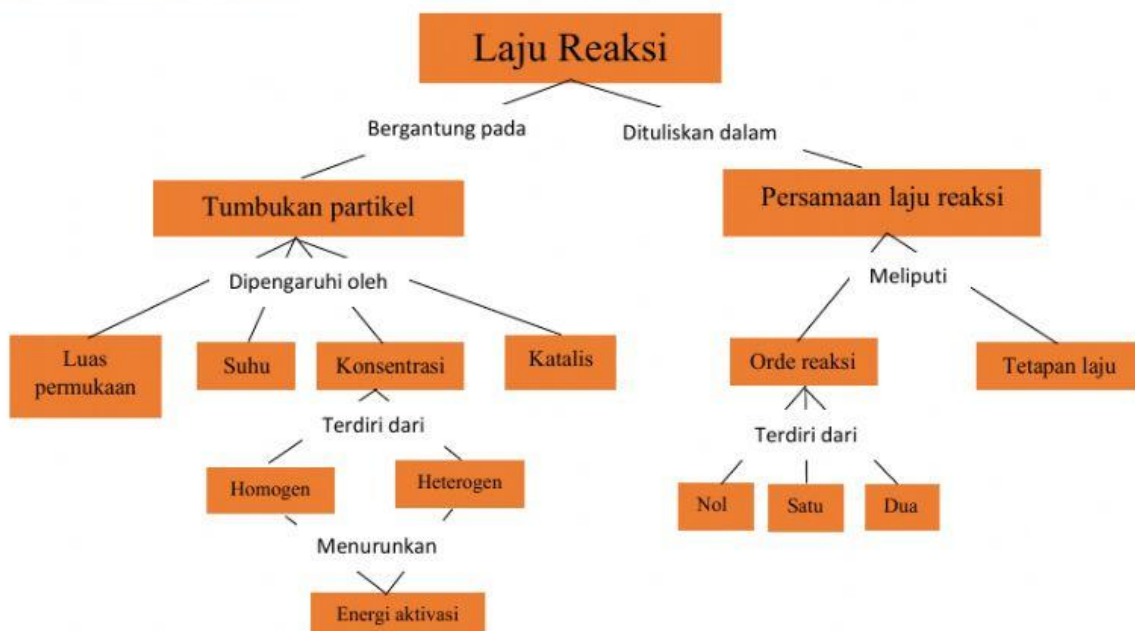 Laju Reaksi
Bergantung pada
Dituliskan dalam
Tumbukan partikel
Persamaan laju reaksi
Dipengaruhi oleh
Meliputi
Luas
permukaan
Suhu
Konsentrasi
Katalis
Orde reaksi
Tetapan laju
Terdiri dari
Terdiri dari
Homogen
Heterogen
Nol
Satu
Dua
Menurunkan
Energi aktivasi